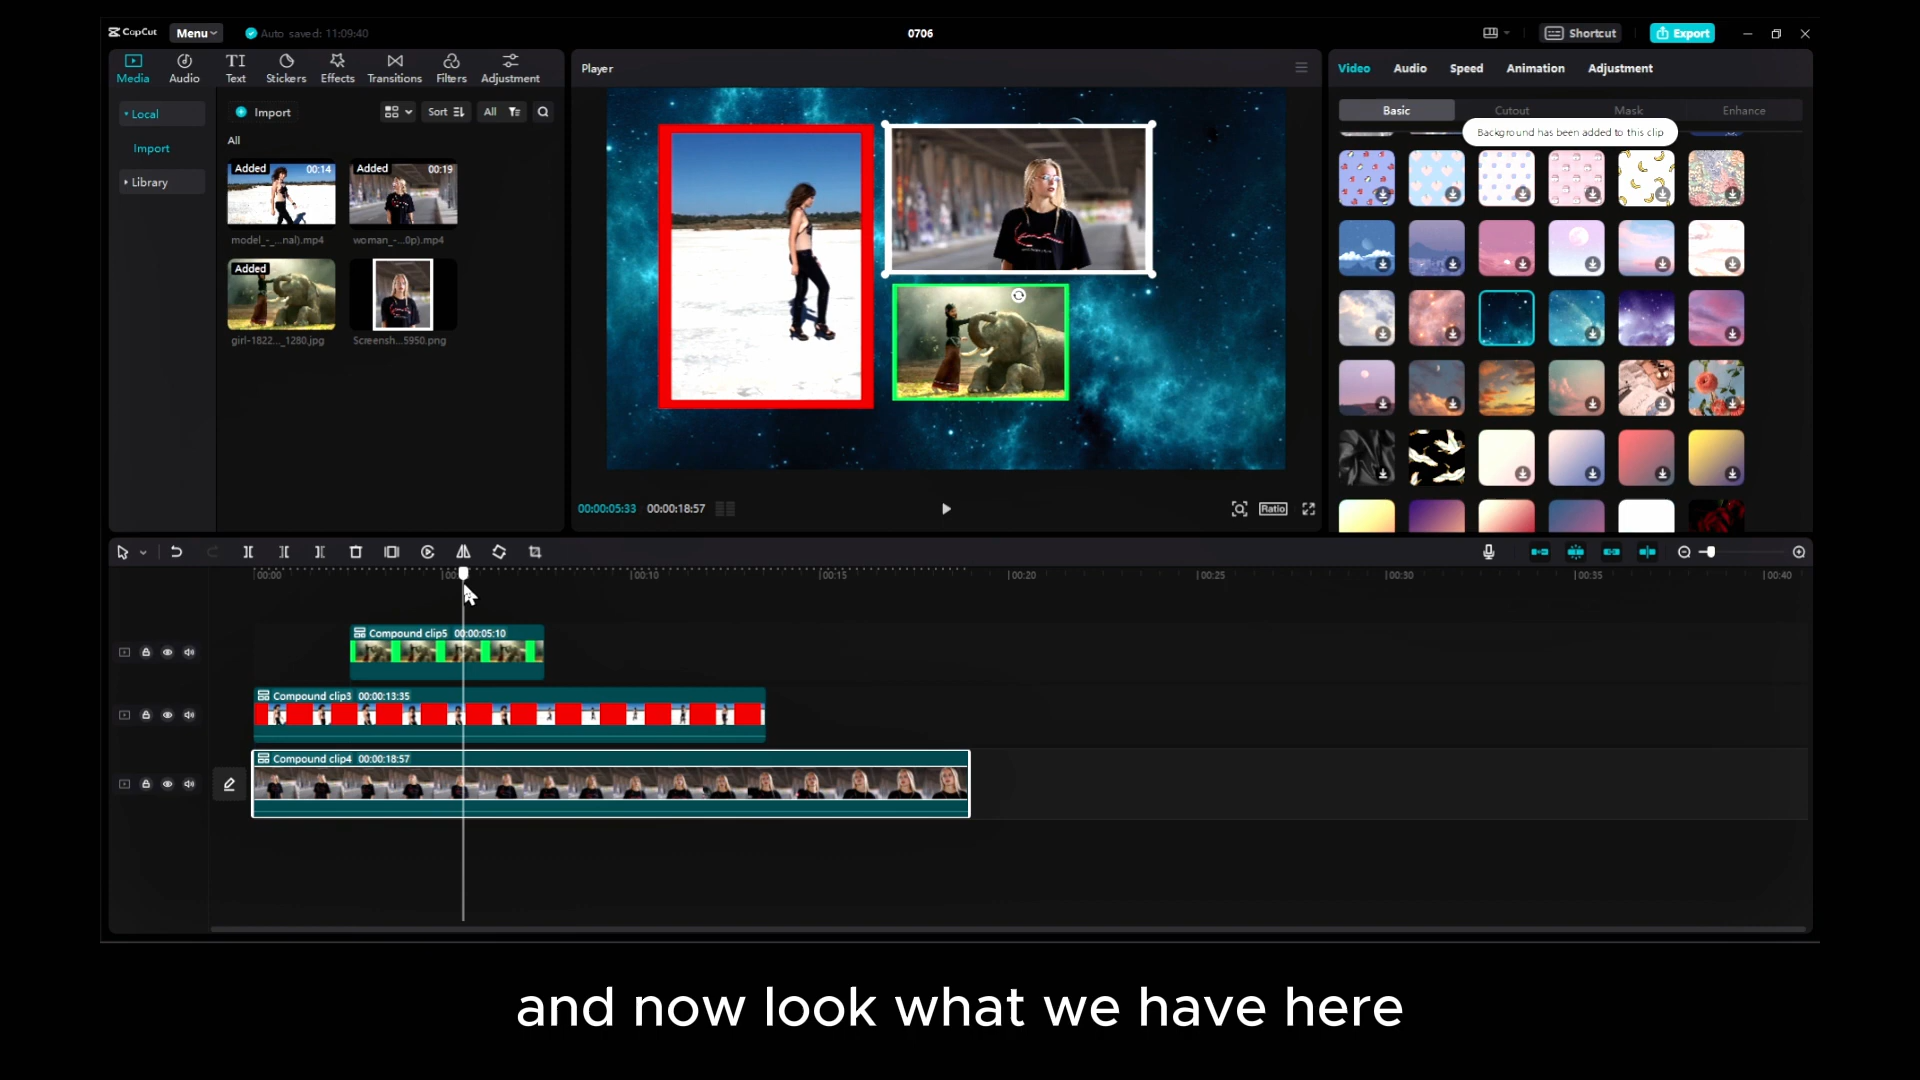 CapCut Menu Auto saved: 11:09:40 0706 Shortcut Export
Media Audio Text Stickers Effects Transitions Filters Adjustment
Player
Video Audio Speed Animation Adjustment
Local
Import
Library
Import Sort All
All
Added 00:14 Added 00:19
model_-_...nal).mp4 woman_-...0p).mp4
Added
girl-1822..._1280.jpg Screensh...5950.png
Basic Cutout Mask Enhance
Background has been added to this clip
00:00:05:33 00:00:18:57 Ratio
00:00 00:10 00:15 00:20 00:25 00:30 00:35 00:40
Compound clip5 00:00:05:10
Compound clip3 00:00:13:35
Compound clip4 00:00:18:57
and now look what we have here